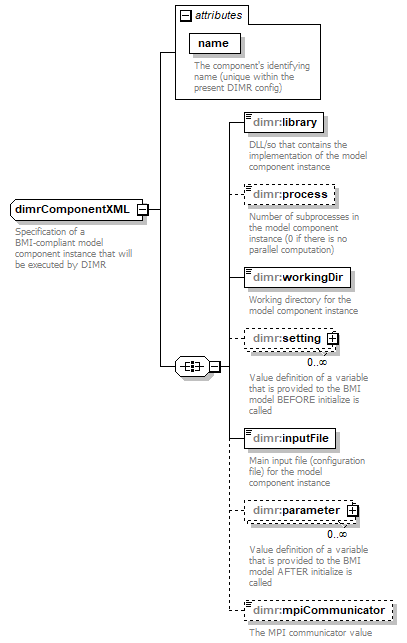 attributes
name
The component's identifying
name (unique within the
present DIMR config)
dimr:library
DLL/so that contains the
implementation of the model
component instance
dimr:process
Number of subprocesses in
the model component
instance (0 if there is no
parallel computation)
dimrComponentXML
Specification of a
BMI-compliant model
component instance that will
be executed by DIMR
dimr:workingDir
Working directory for the
model component instance
dimr:setting
0..∞
Value definition of a variable
that is provided to the BMI
model BEFORE initialize is
called
dimr:inputFile
Main input file (configuration
file) for the model
component instance
dimr:parameter
0..∞
Value definition of a variable
that is provided to the BMI
model AFTER initialize is
called
dimr:mpiCommunicator
The MPI communicator value